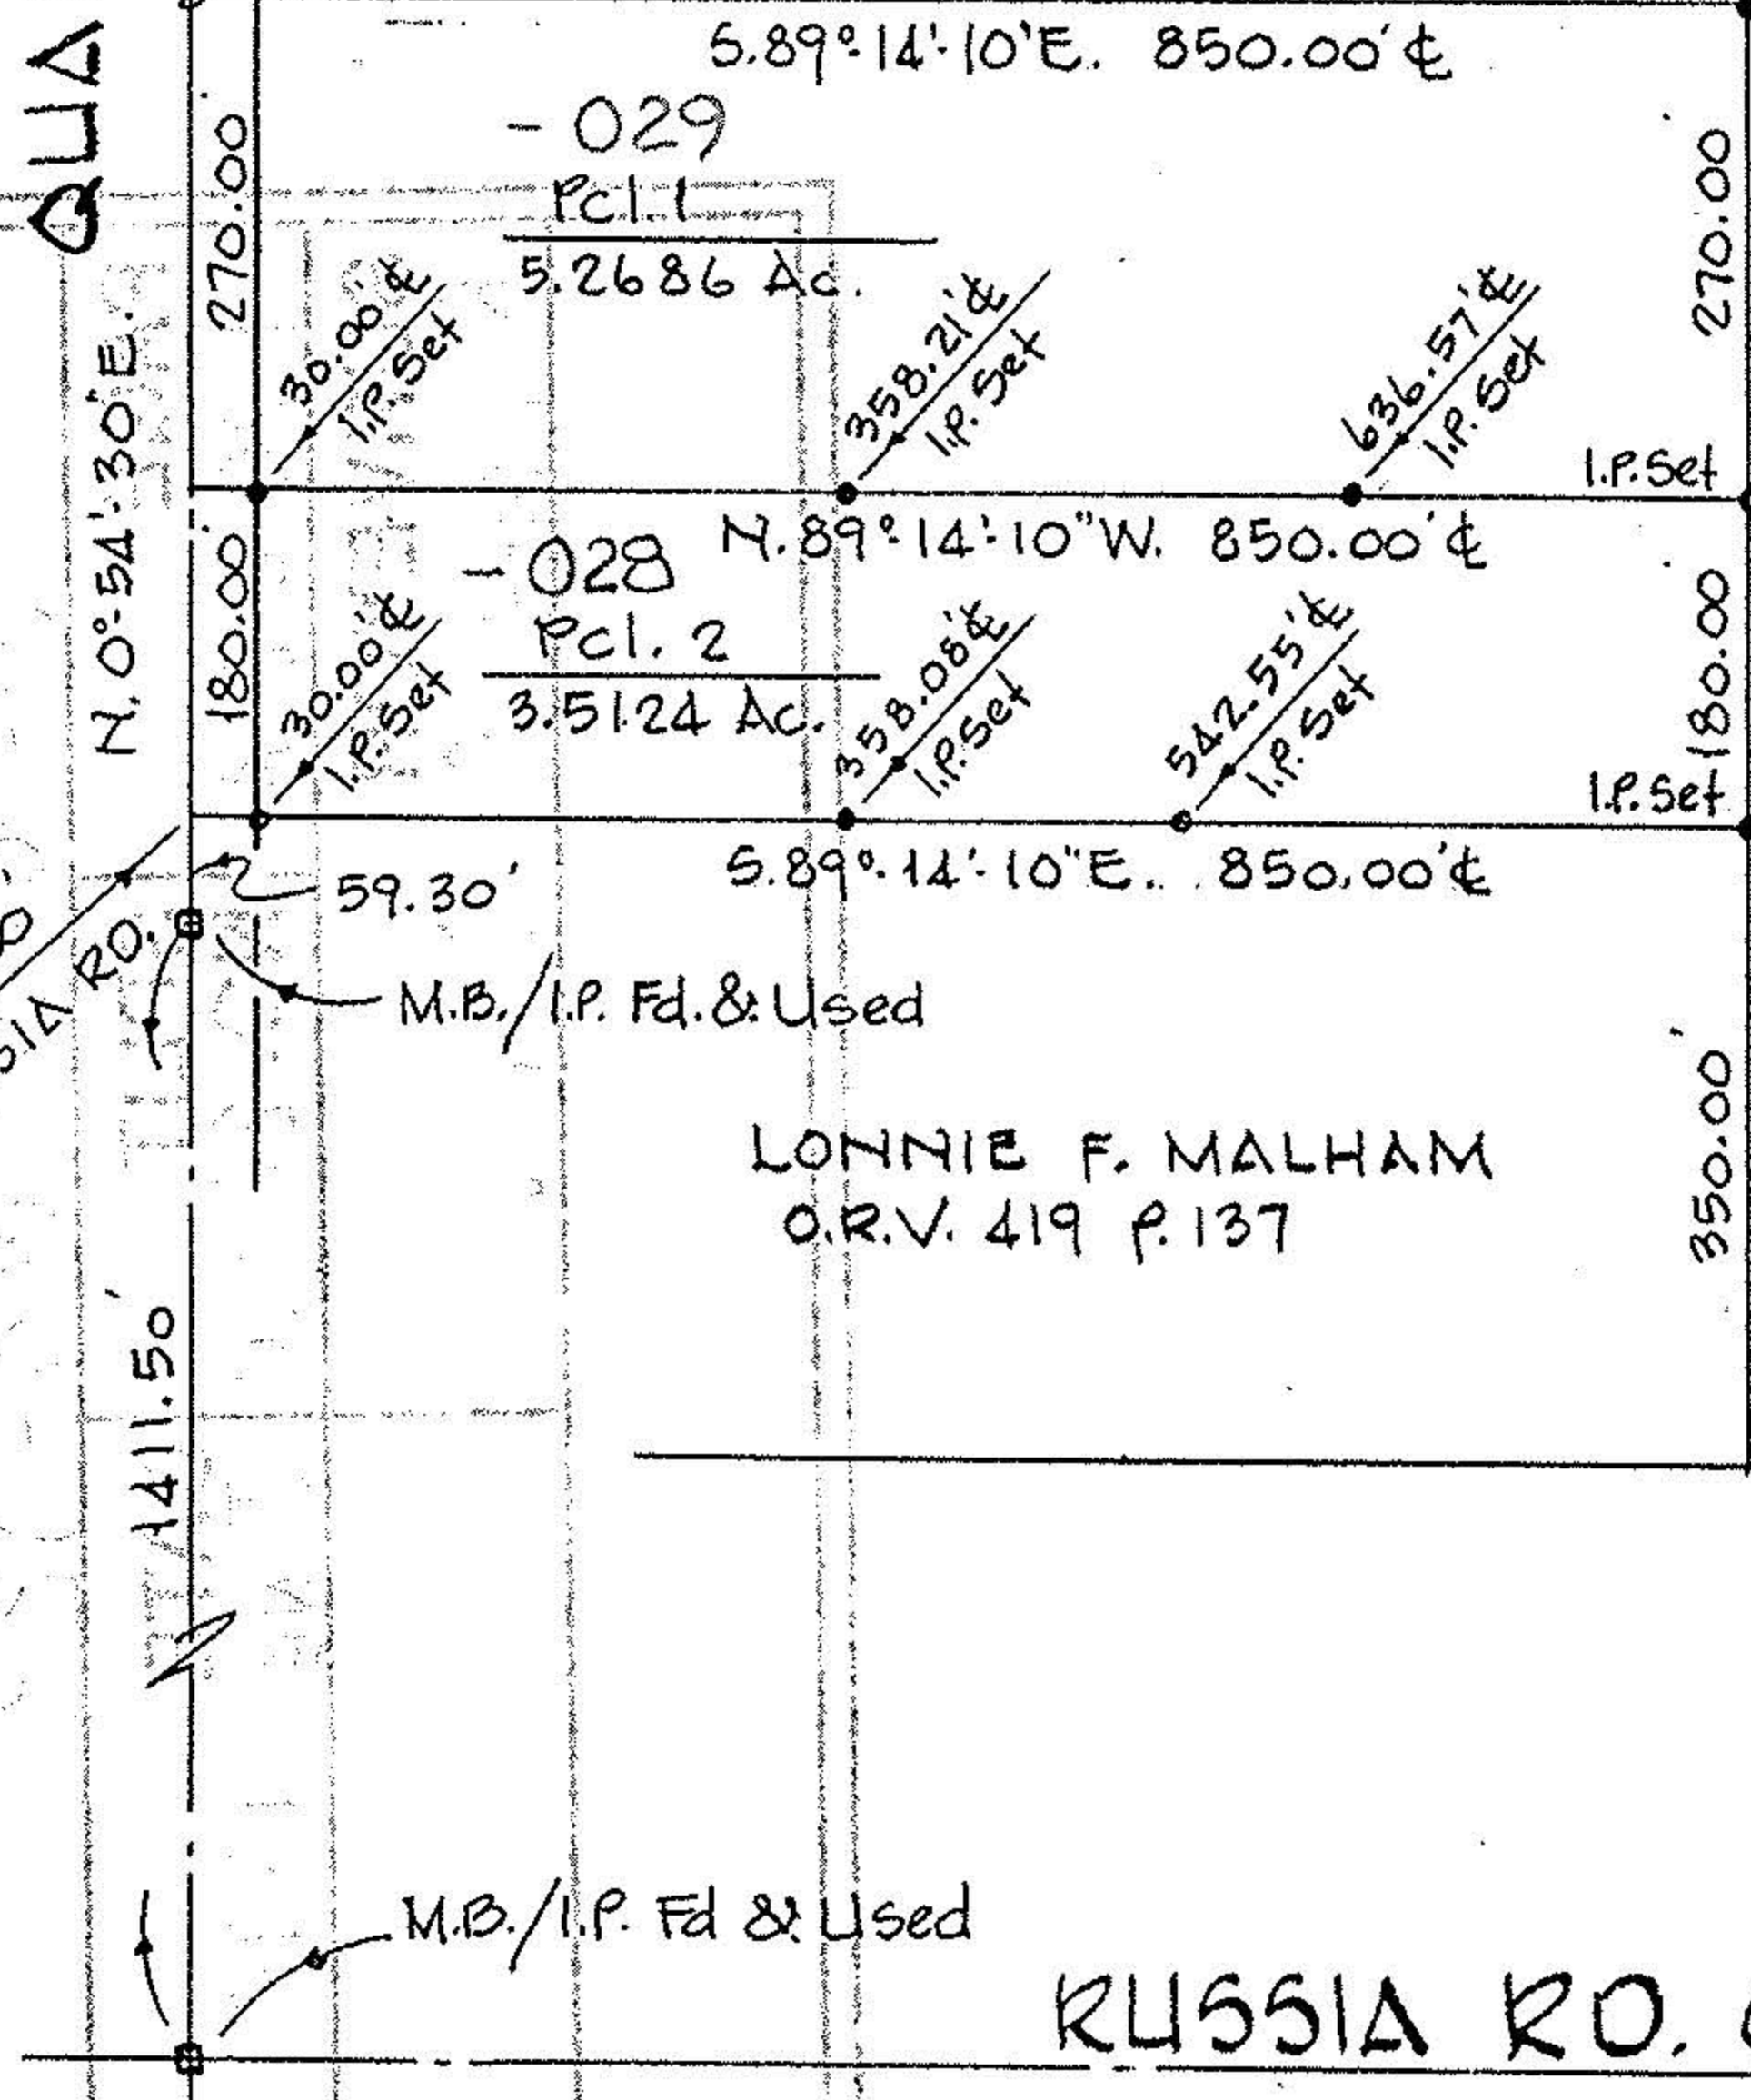 QUA
S.89°-14'-10"E. 850.00' ℄
-029
Pcl. 1
5.2686 Ac.
270.00'
270.00'
N. 0°-54'-30"E.
30.00' ℄
I.P. Set
358.21' ℄
I.P. Set
636.57' ℄
I.P. Set
I.P. Set
N.89°-14'-10"W. 850.00' ℄
-028
Pcl. 2
3.5124 Ac.
180.00'
180.00'
30.00' ℄
I.P. Set
358.08' ℄
I.P. Set
542.55' ℄
I.P. Set
I.P. Set
S.89°-14'-10"E. 850.00' ℄
59.30'
RD.
M.B./I.P. Fd. & Used
LONNIE F. MALHAM
O.R.V. 419 P. 137
350.00'
1411.50'
M.B./I.P. Fd & Used
RUSSIA RD.